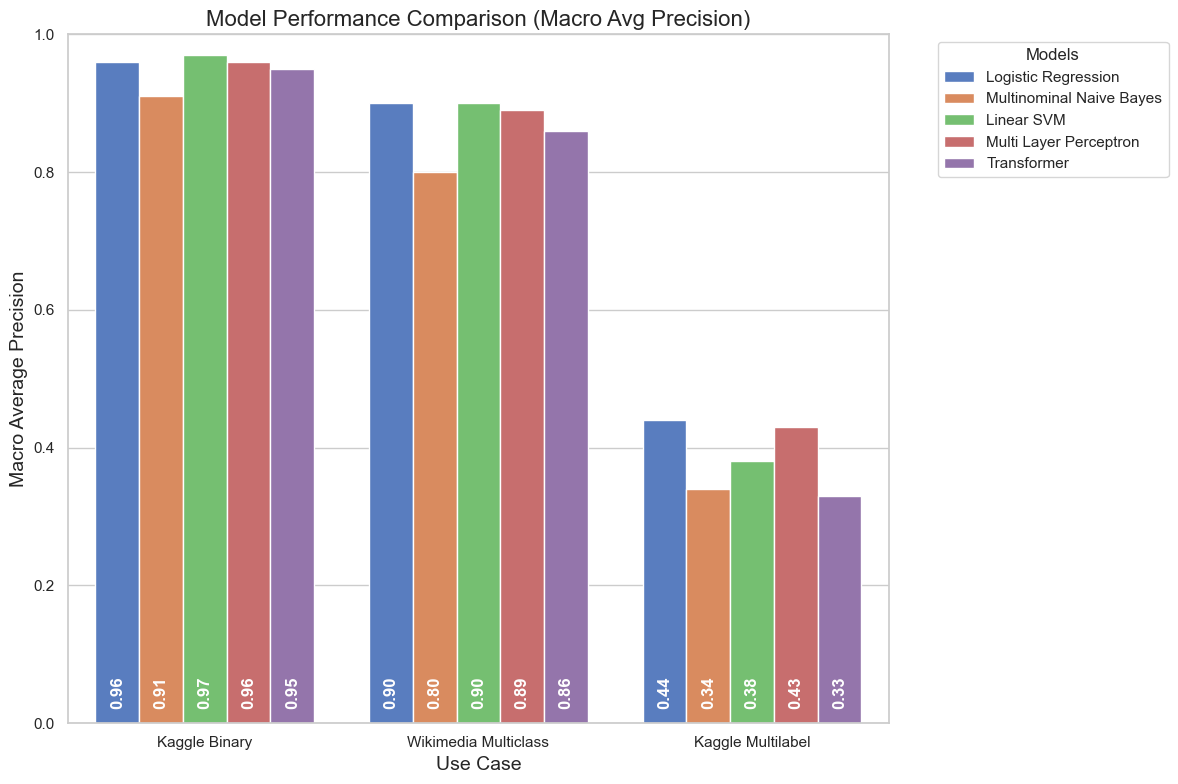 Model Performance Comparison (Macro Avg Precision)
Macro Average Precision
1.0
0.8
0.6
0.4
0.2
0.0
0.96
0.91
0.97
0.96
0.95
0.90
0.80
0.90
0.89
0.86
0.44
0.34
0.38
0.43
0.33
Kaggle Binary
Wikimedia Multiclass
Kaggle Multilabel
Use Case
Models
Logistic Regression
Multinominal Naive Bayes
Linear SVM
Multi Layer Perceptron
Transformer